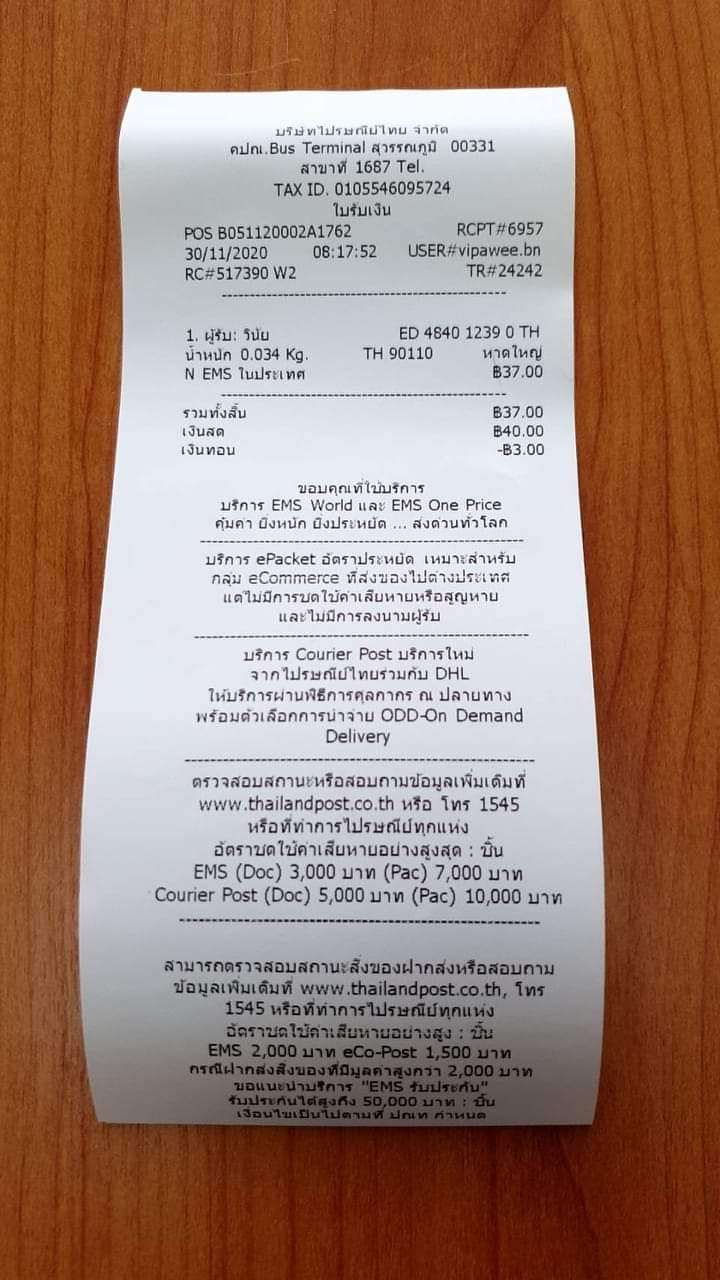 บริษัทไปรษณีย์ไทย จำกัด
คปณ.Bus Terminal สุวรรณภูมิ 00331
สาขาที่ 1687 Tel.
TAX ID. 0105546095724
ใบรับเงิน
POS B051120002A1762 RCPT#6957
30/11/2020 08:17:52 USER#vipawee.bn
RC#517390 W2 TR#24242
1. ผู้รับ: วินัย ED 4840 1239 0 TH
น้ำหนัก 0.034 Kg. TH 90110 หาดใหญ่
N EMS ในประเทศ ฿37.00
รวมทั้งสิ้น ฿37.00
เงินสด ฿40.00
เงินทอน -฿3.00
ขอบคุณที่ใช้บริการ
บริการ EMS World และ EMS One Price
คุ้มค่า ยิ่งหนัก ยิ่งประหยัด ... ส่งด่วนทั่วโลก
บริการ ePacket อัตราประหยัด เหมาะสำหรับ
กลุ่ม eCommerce ที่ส่งของไปต่างประเทศ
แต่ไม่มีการชดใช้ค่าเสียหายหรือสูญหาย
และไม่มีการลงนามผู้รับ
บริการ Courier Post บริการใหม่
จากไปรษณีย์ไทยร่วมกับ DHL
ให้บริการผ่านพิธีการศุลกากร ณ ปลายทาง
พร้อมตัวเลือกการนำจ่าย ODD-On Demand
Delivery
ตรวจสอบสถานะหรือสอบถามข้อมูลเพิ่มเติมที่
www.thailandpost.co.th หรือ โทร 1545
หรือที่ทำการไปรษณีย์ทุกแห่ง
อัตราชดใช้ค่าเสียหายอย่างสูงสุด : ชิ้น
EMS (Doc) 3,000 บาท (Pac) 7,000 บาท
Courier Post (Doc) 5,000 บาท (Pac) 10,000 บาท
สามารถตรวจสอบสถานะสิ่งของฝากส่งหรือสอบถาม
ข้อมูลเพิ่มเติมที่ www.thailandpost.co.th, โทร
1545 หรือที่ทำการไปรษณีย์ทุกแห่ง
อัตราชดใช้ค่าเสียหายอย่างสูง : ชิ้น
EMS 2,000 บาท eCo-Post 1,500 บาท
กรณีฝากส่งสิ่งของที่มีมูลค่าสูงกว่า 2,000 บาท
ขอแนะนำบริการ "EMS รับประกัน"
รับประกันได้สูงถึง 50,000 บาท : ชิ้น
เงื่อนไขเป็นไปตามที่ ปณท กำหนด